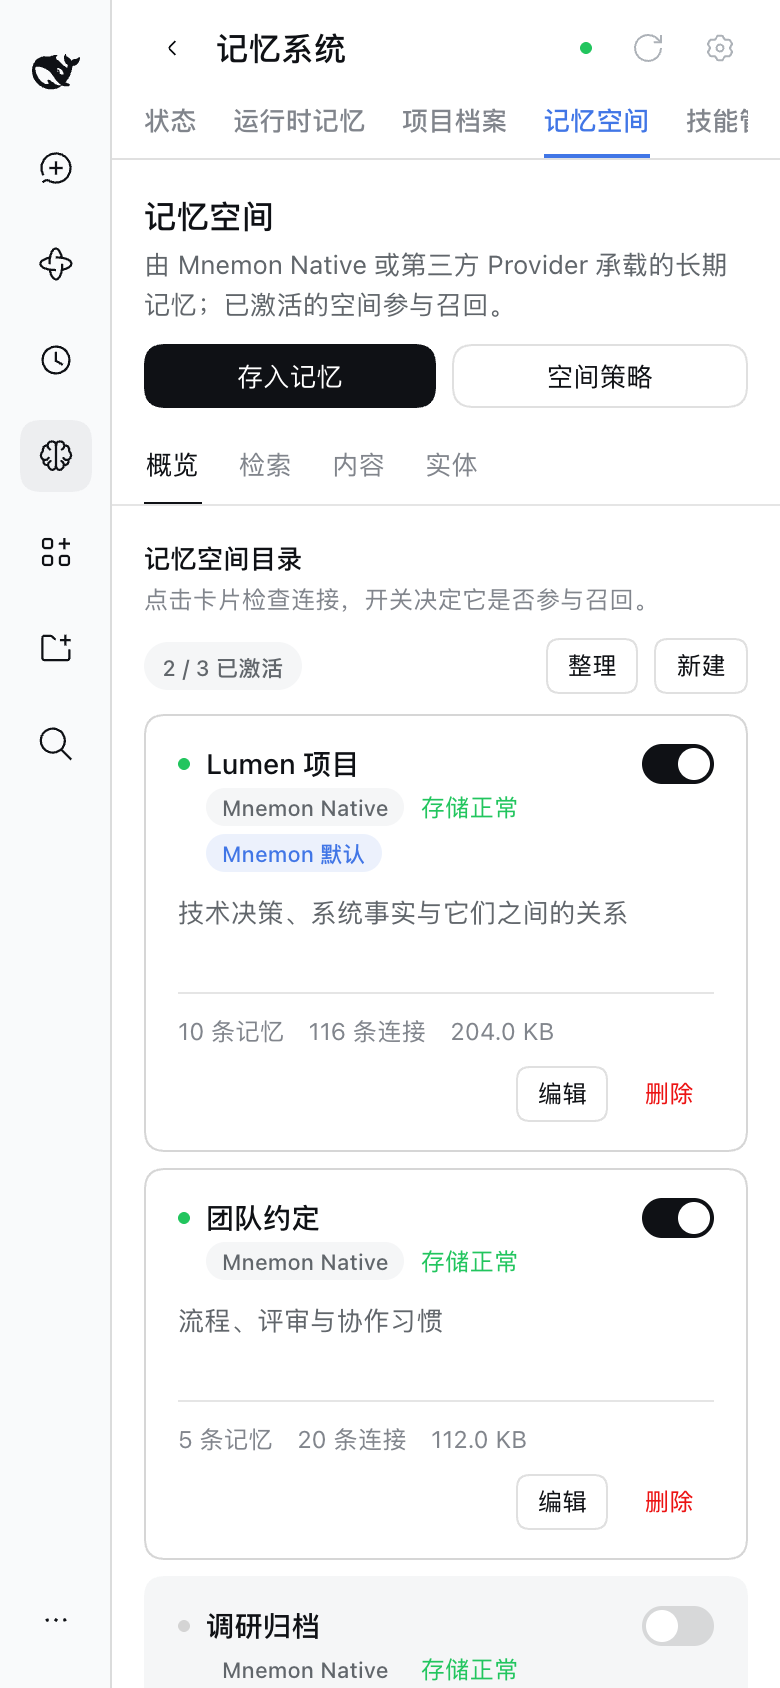 记忆系统
状态 运行时记忆 项目档案 记忆空间 技能
记忆空间
由 Mnemon Native 或第三方 Provider 承载的长期
记忆；已激活的空间参与召回。
存入记忆 空间策略
概览 检索 内容 实体
记忆空间目录
点击卡片检查连接，开关决定它是否参与召回。
2 / 3 已激活 整理 新建
Lumen 项目
Mnemon Native 存储正常
Mnemon 默认
技术决策、系统事实与它们之间的关系
10 条记忆 116 条连接 204.0 KB
编辑 删除
团队约定
Mnemon Native 存储正常
流程、评审与协作习惯
5 条记忆 20 条连接 112.0 KB
编辑 删除
调研归档
Mnemon Native 存储正常